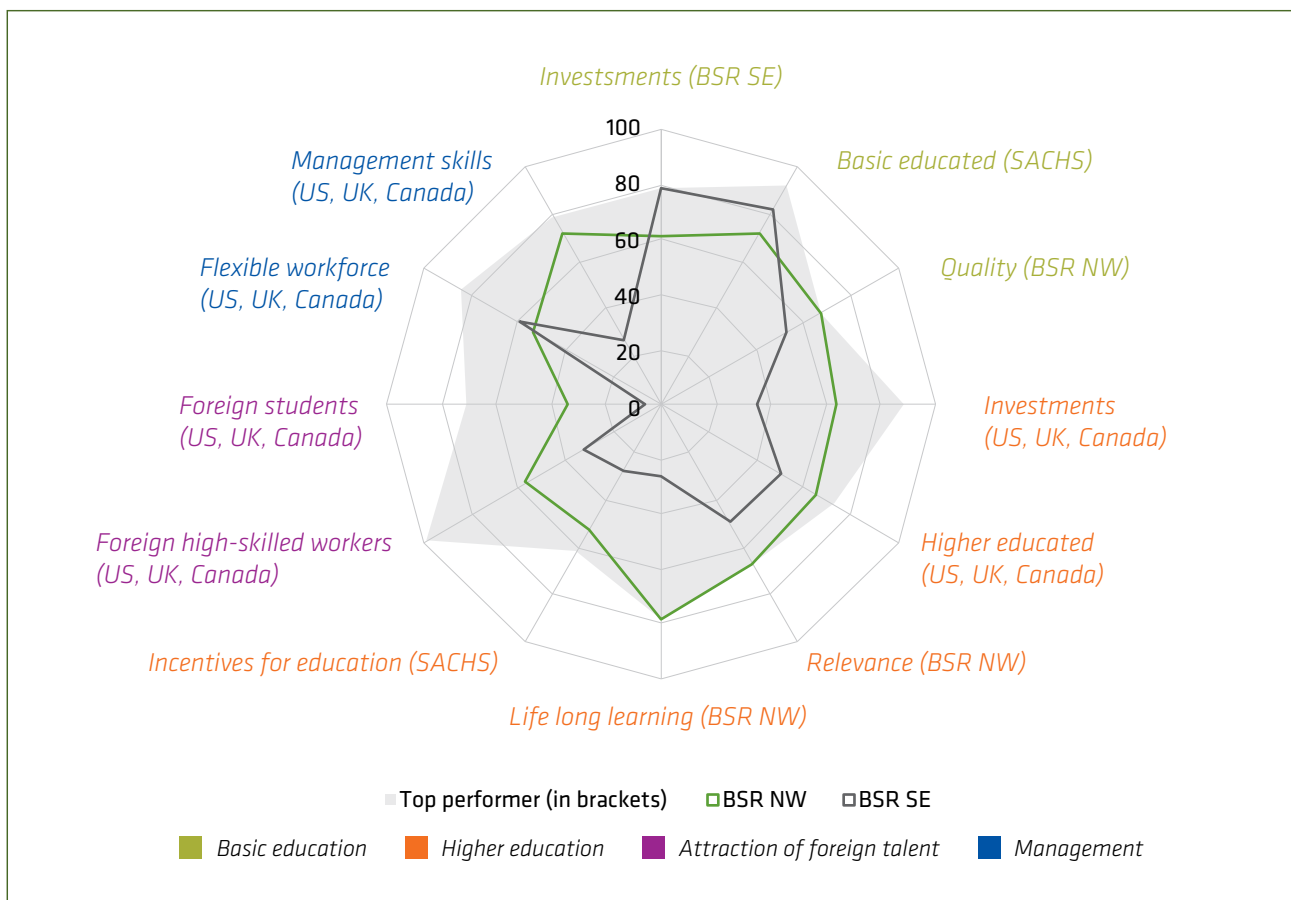 Investsments (BSR SE)
100
Management skills
(US, UK, Canada)
Basic educated (SACHS)
80
Flexible workforce
(US, UK, Canada)
60
Quality (BSR NW)
40
20
Foreign students
(US, UK, Canada)
0
Investments
(US, UK, Canada)
Foreign high-skilled workers
(US, UK, Canada)
Higher educated
(US, UK, Canada)
Incentives for education (SACHS)
Relevance (BSR NW)
Life long learning (BSR NW)
Top performer (in brackets) BSR NW BSR SE
Basic education Higher education Attraction of foreign talent Management